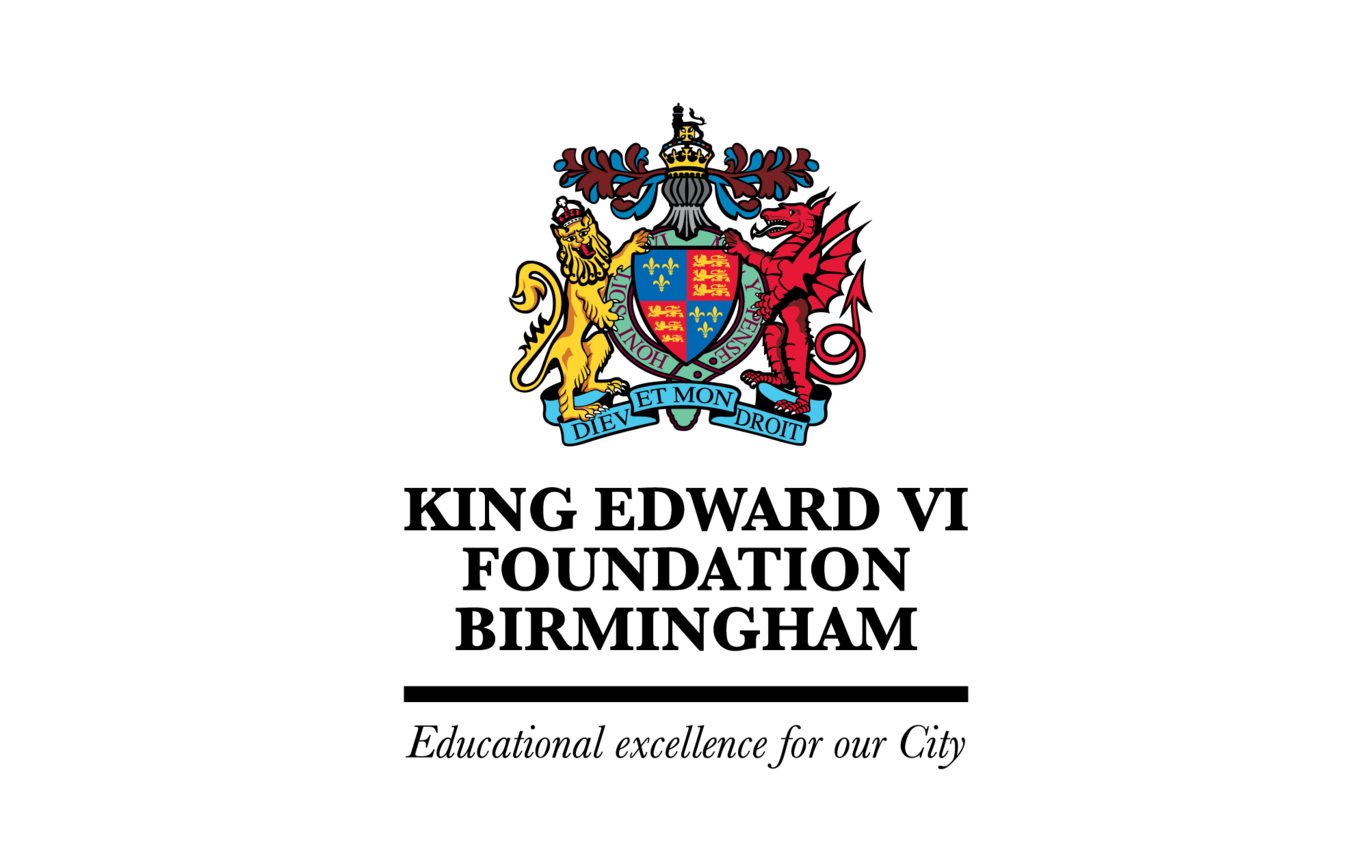 HONI SOIT
Y PENSE
DIEV ET MON DROIT
KING EDWARD VI
FOUNDATION
BIRMINGHAM
Educational excellence for our City